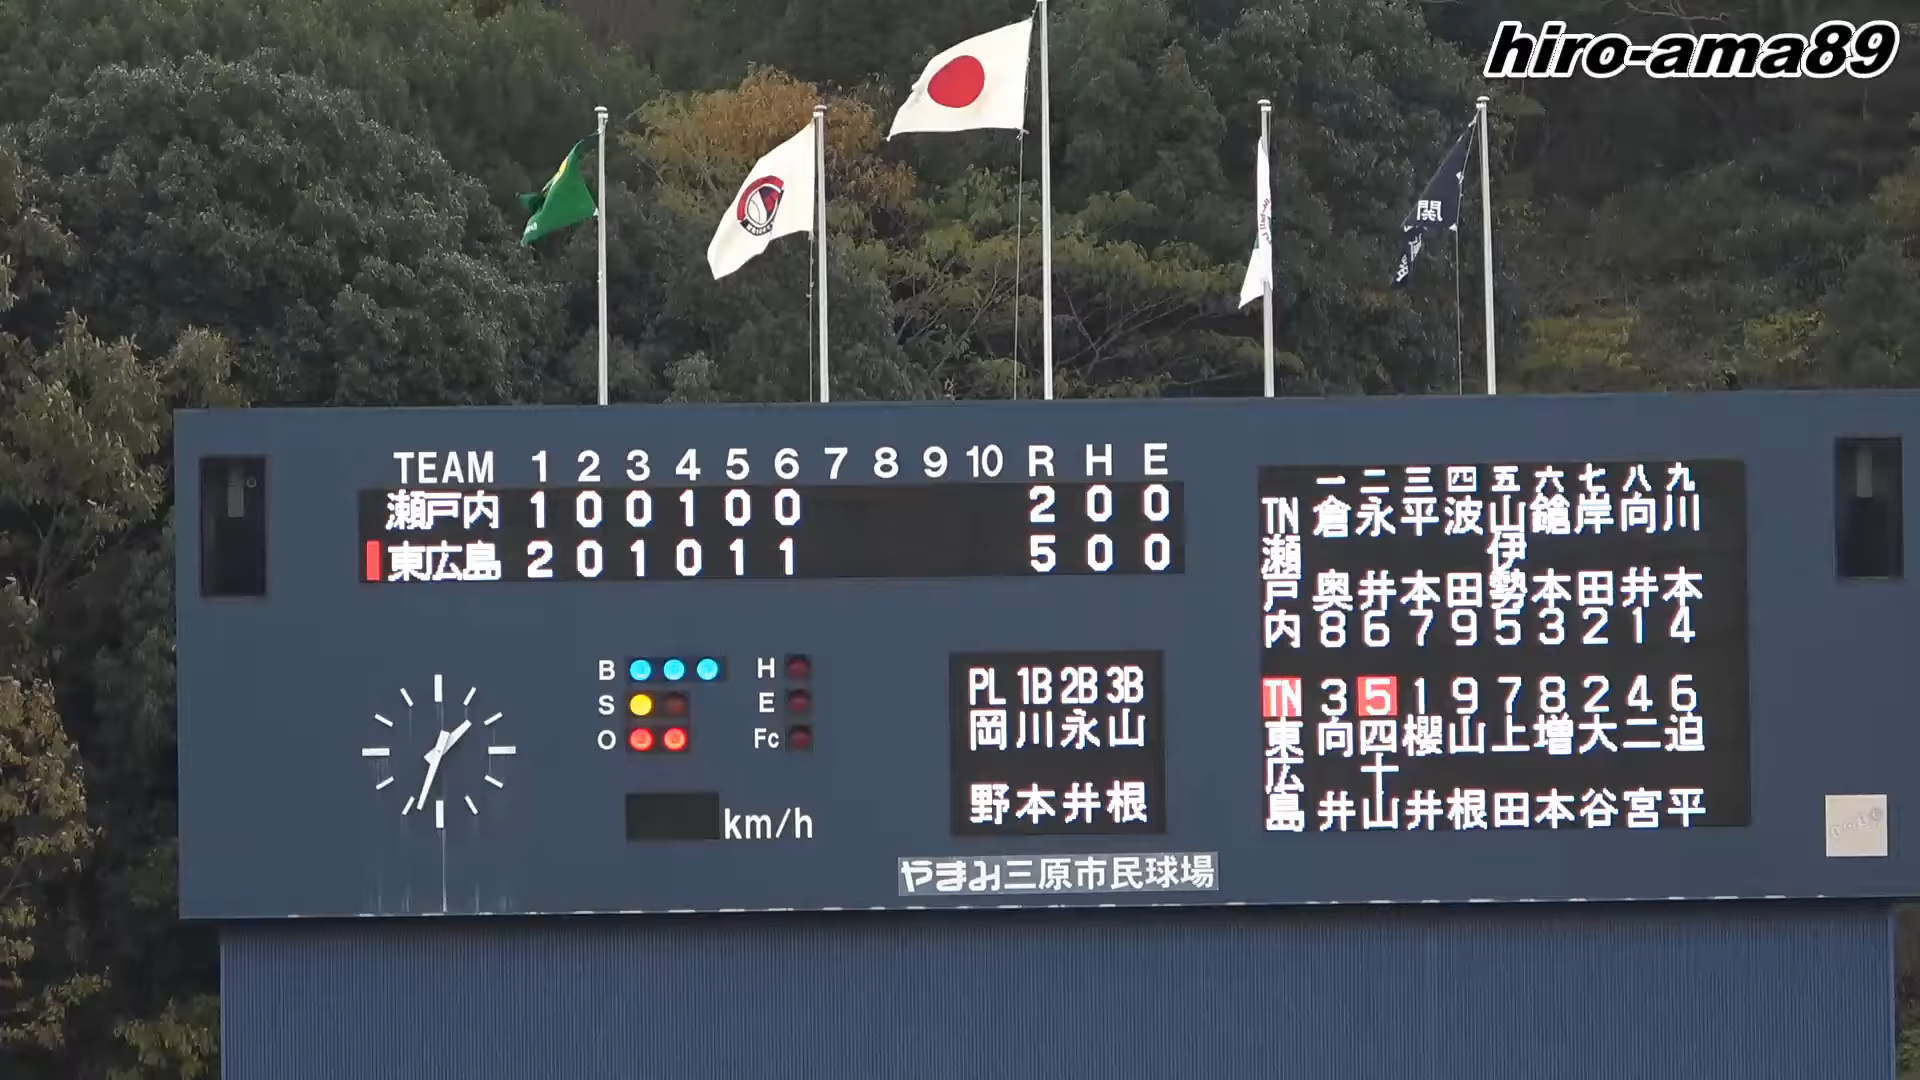 hiro-ama89
関
TEAM 1 2 3 4 5 6 7 8 9 10 R H E
瀬戸内 1 0 0 1 0 0 2 0 0
東広島 2 0 1 0 1 1 5 0 0
一 二 三 四 五 六 七 八 九
TN 倉 永 平 波 山 鎗 岸 向 川
瀬 伊
戸 奥 井 本 田 勢 本 田 井 本
内 8 6 7 9 5 3 2 1 4
TN 3 5 1 9 7 8 2 4 6
東 向 四 櫻 山 上 増 大 二 迫
広 十
島 井 山 井 根 田 本 谷 宮 平
B H
S E
O Fc
km/h
PL 1B 2B 3B
岡 川 永 山
野 本 井 根
やまみ三原市民球場